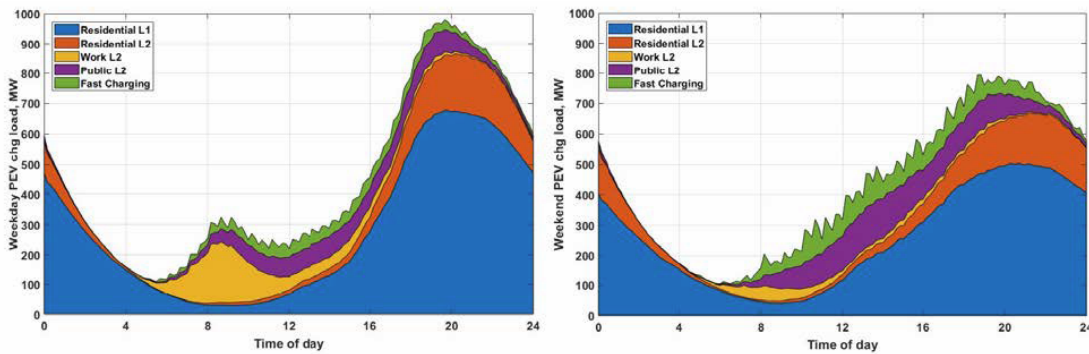 1000
900
800
700
600
500
400
300
200
100
0
Weekday PEV chg load, MW
Residential L1
Residential L2
Work L2
Public L2
Fast Charging
0 4 8 12 16 20 24
Time of day
1000
900
800
700
600
500
400
300
200
100
0
Weekend PEV chg load, MW
Residential L1
Residential L2
Work L2
Public L2
Fast Charging
0 4 8 12 16 20 24
Time of day